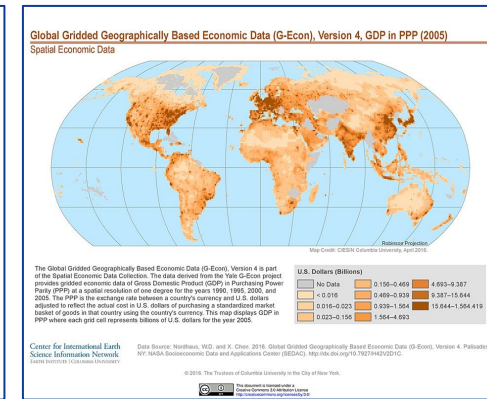 Global Gridded Geographically Based Economic Data (G-Econ), Version 4, GDP in PPP (2005)
Spatial Economic Data
Robinson Projection
Map Credit: CIESIN Columbia University, April 2016.
The Global Gridded Geographically Based Economic Data (G-Econ), Version 4 is part
of the Spatial Economic Data Collection. The data derived from the Yale G-Econ project
provides gridded economic data of Gross Domestic Product (GDP) in Purchasing Power
Parity (PPP) at a spatial resolution of one degree for the years 1990, 1995, 2000, and
2005. The PPP is the exchange rate between a country's currency and U.S. dollars
adjusted to reflect the actual cost in U.S. dollars of purchasing a standardized market
basket of goods in that country using the country's currency. This map displays GDP in
PPP where each grid cell represents billions of U.S. dollars for the year 2005.
U.S. Dollars (Billions)
No Data
< 0.016
0.016–0.023
0.023–0.156
0.156–0.469
0.469–0.939
0.939–1.564
1.564–4.693
4.693–9.387
9.387–15.644
15.644–1,564.419
Center for International Earth
Science Information Network
EARTH INSTITUTE | COLUMBIA UNIVERSITY
Data Source: Nordhaus, W.D. and X. Chen. 2016. Global Gridded Geographically Based Economic Data (G-Econ), Version 4. Palisades
NY: NASA Socioeconomic Data and Applications Center (SEDAC). http://dx.doi.org/10.7927/H42V2D1C.
© 2016. The Trustees of Columbia University in the City of New York.
This document is licensed under a
Creative Commons 3.0 Attribution License
http://creativecommons.org/licenses/by/3.0/